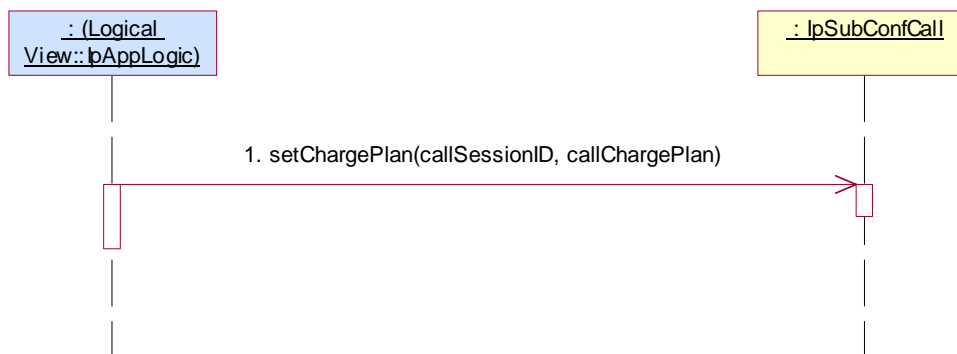 : (Logical
View::IpAppLogic)
: IpSubConfCall
1. setChargePlan(callSessionID, callChargePlan)